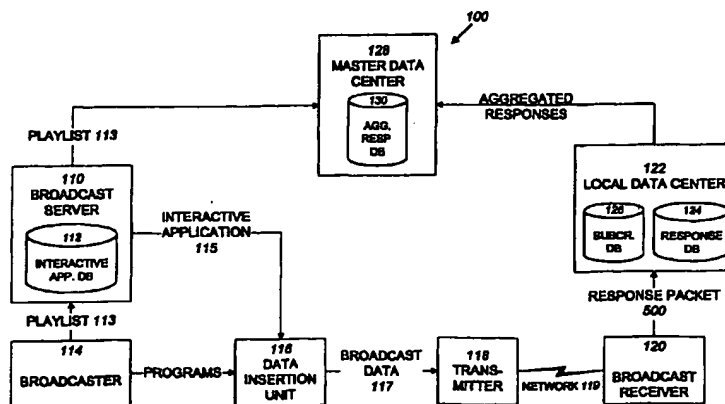 100
128
MASTER DATA
CENTER
130
AGG.
RESP
DB
AGGREGATED
RESPONSES
PLAYLIST 113
110
BROADCAST
SERVER
112
INTERACTIVE
APP. DB
INTERACTIVE
APPLICATION
115
122
LOCAL DATA CENTER
126
SUBCR.
DB
124
RESPONSE
DB
PLAYLIST 113
RESPONSE PACKET
500
114
BROADCASTER
PROGRAMS
116
DATA
INSERTION
UNIT
BROADCAST
DATA
117
118
TRANS-
MITTER
NETWORK 119
120
BROADCAST
RECEIVER